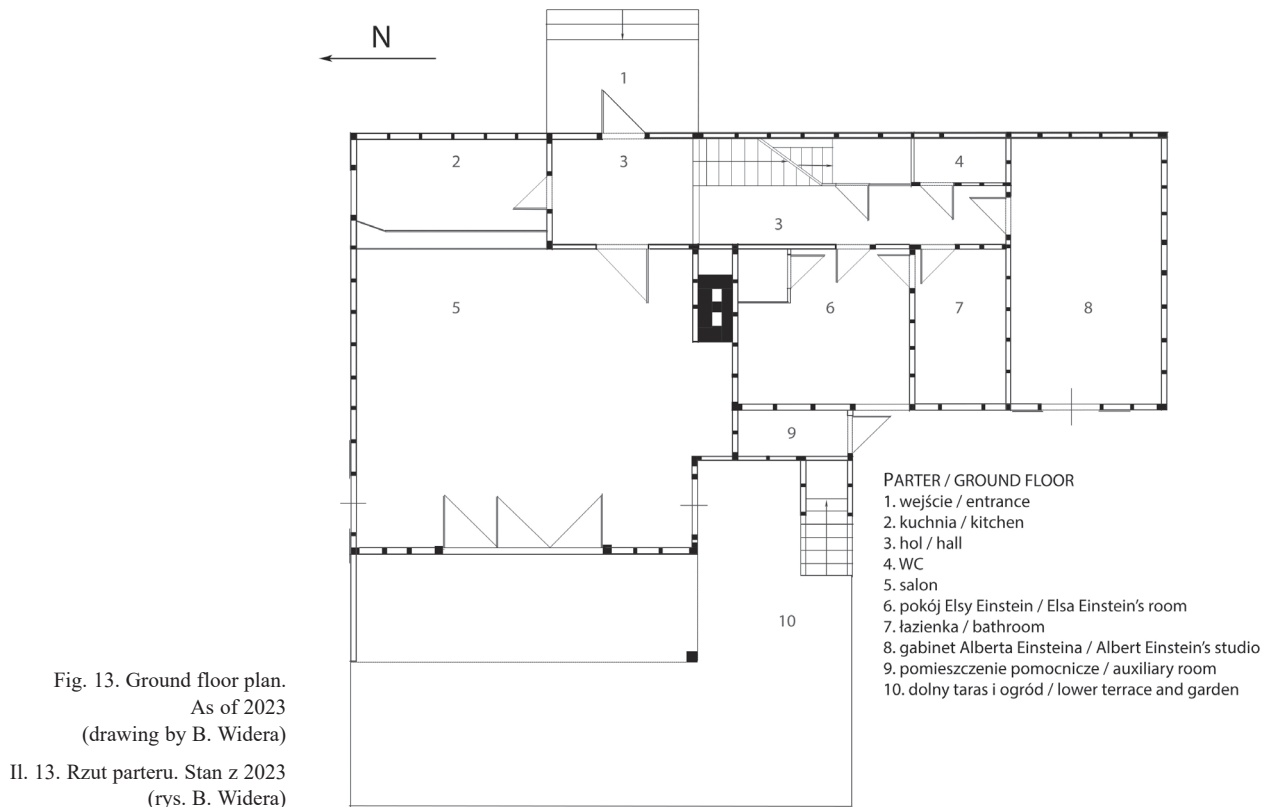 N
1
2
3
4
3
5
6
7
8
9
10
PARTER / GROUND FLOOR
1. wejście / entrance
2. kuchnia / kitchen
3. hol / hall
4. WC
5. salon
6. pokój Elsy Einstein / Elsa Einstein's room
7. łazienka / bathroom
8. gabinet Alberta Einsteina / Albert Einstein's studio
9. pomieszczenie pomocnicze / auxiliary room
10. dolny taras i ogród / lower terrace and garden
Fig. 13. Ground floor plan.
As of 2023
(drawing by B. Widera)
Il. 13. Rzut parteru. Stan z 2023
(rys. B. Widera)